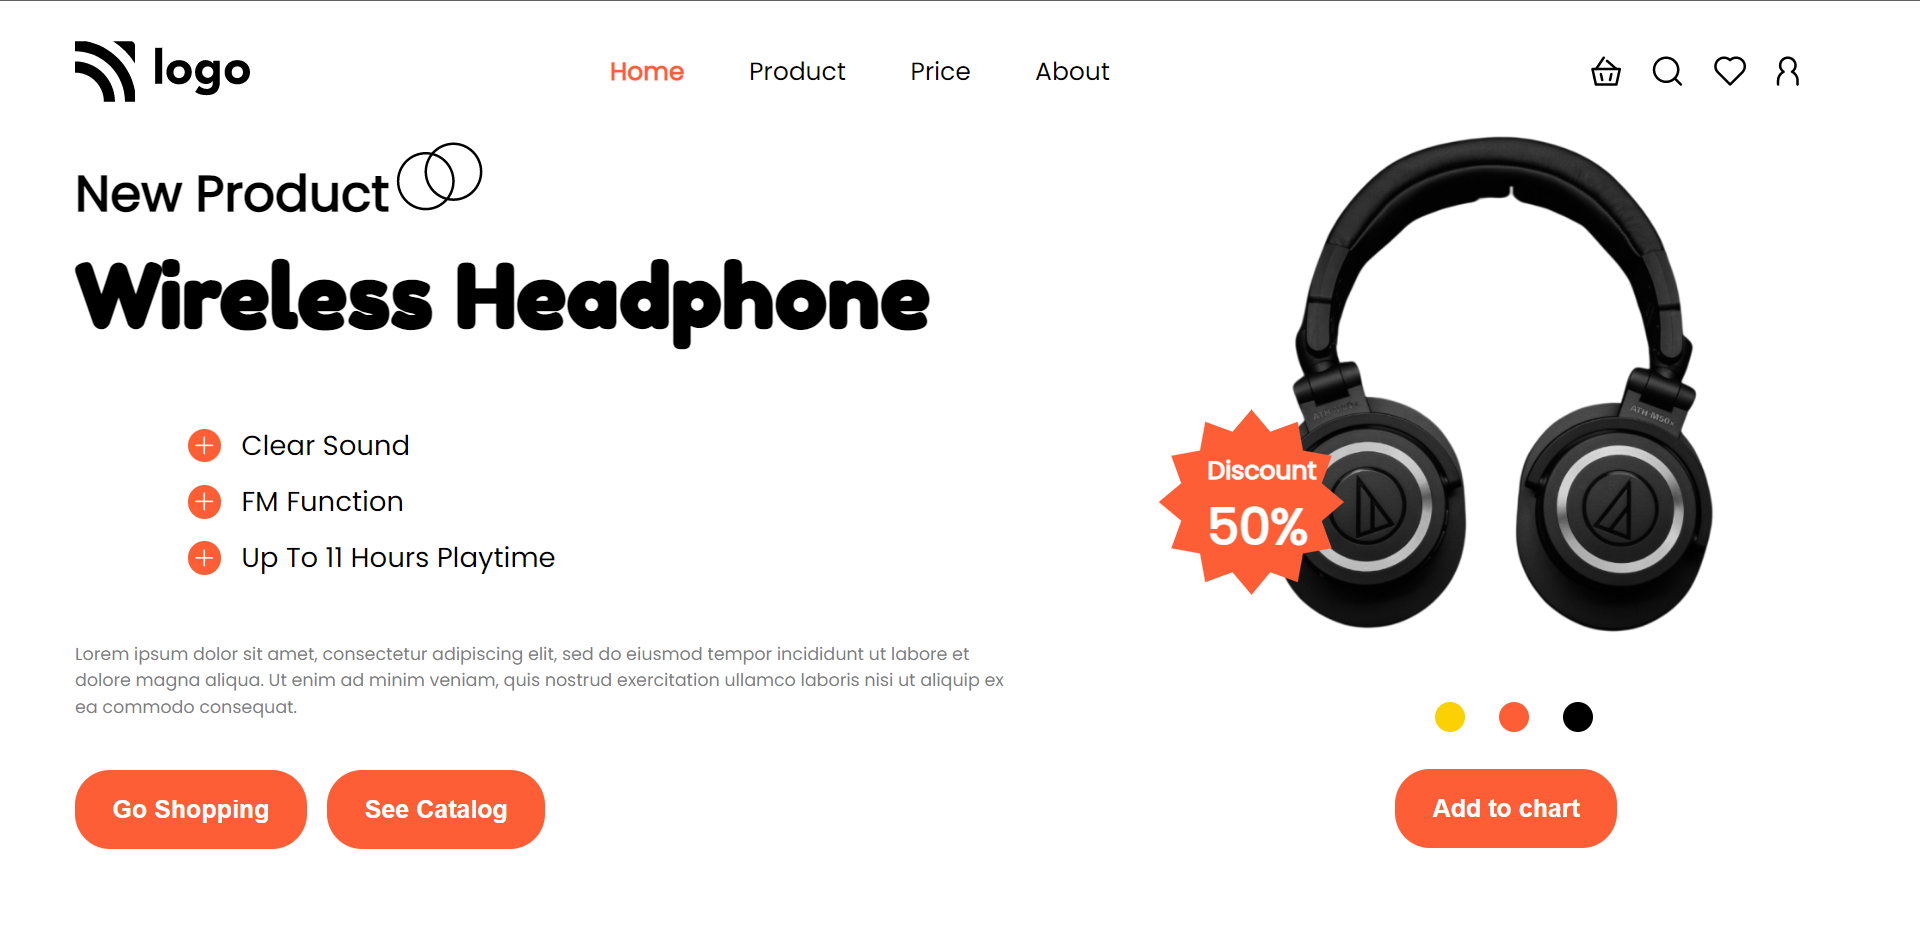 logo
Home Product Price About
New Product
Wireless Headphone
Clear Sound
FM Function
Up To 11 Hours Playtime
ATH-M50x
Discount
50%
Lorem ipsum dolor sit amet, consectetur adipiscing elit, sed do eiusmod tempor incididunt ut labore et
dolore magna aliqua. Ut enim ad minim veniam, quis nostrud exercitation ullamco laboris nisi ut aliquip ex
ea commodo consequat.
Go Shopping
See Catalog
Add to chart